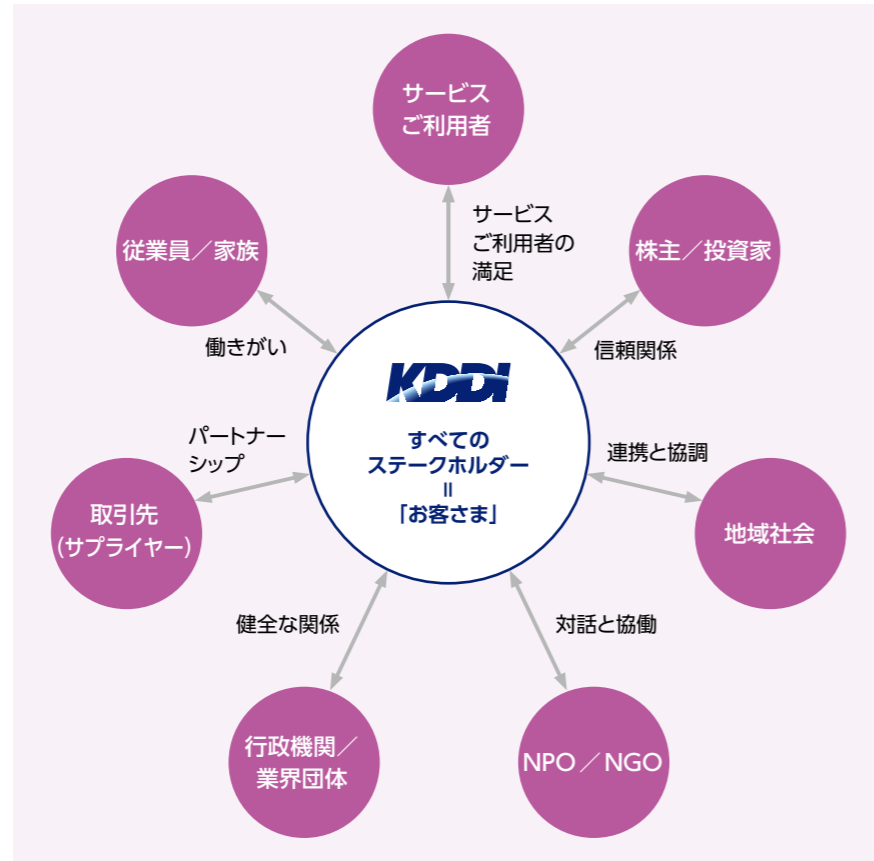 サービス
ご利用者
サービス
ご利用者の
満足
従業員／家族
働きがい
株主／投資家
信頼関係
KDDI
すべての
ステークホルダー
＝
「お客さま」
パートナー
シップ
取引先
(サプライヤー)
連携と協調
地域社会
健全な関係
行政機関／
業界団体
対話と協働
NPO／NGO